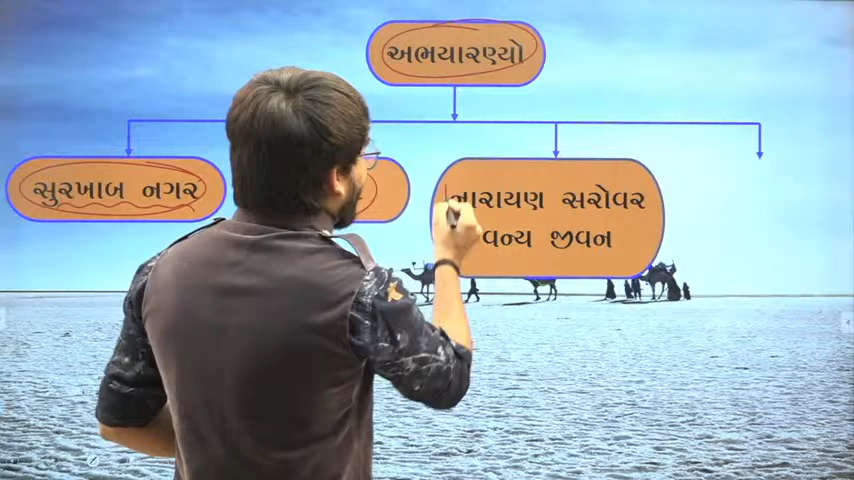 અભયારણ્યો
સુરખાબ નગર
નારાયણ સરોવર
વન્ય જીવન